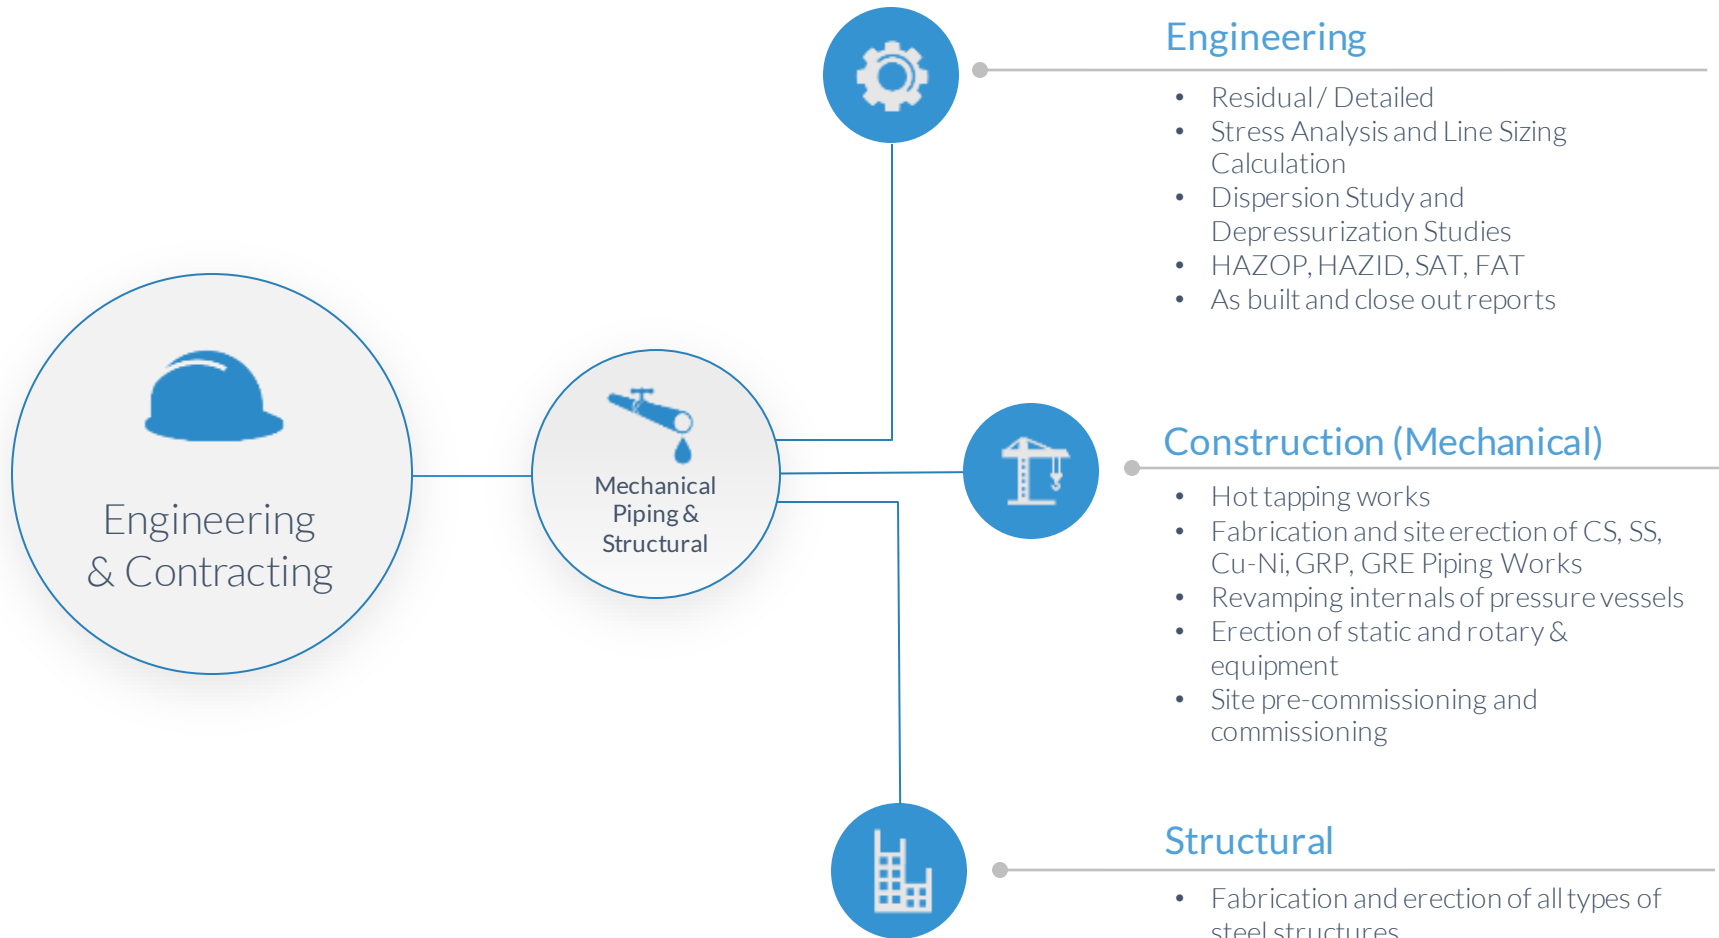 Engineering
& Contracting
Mechanical
Piping &
Structural
Engineering
• Residual / Detailed
• Stress Analysis and Line Sizing
Calculation
• Dispersion Study and
Depressurization Studies
• HAZOP, HAZID, SAT, FAT
• As built and close out reports
Construction (Mechanical)
• Hot tapping works
• Fabrication and site erection of CS, SS,
Cu-Ni, GRP, GRE Piping Works
• Revamping internals of pressure vessels
• Erection of static and rotary &
equipment
• Site pre-commissioning and
commissioning
Structural
• Fabrication and erection of all types of
steel structures